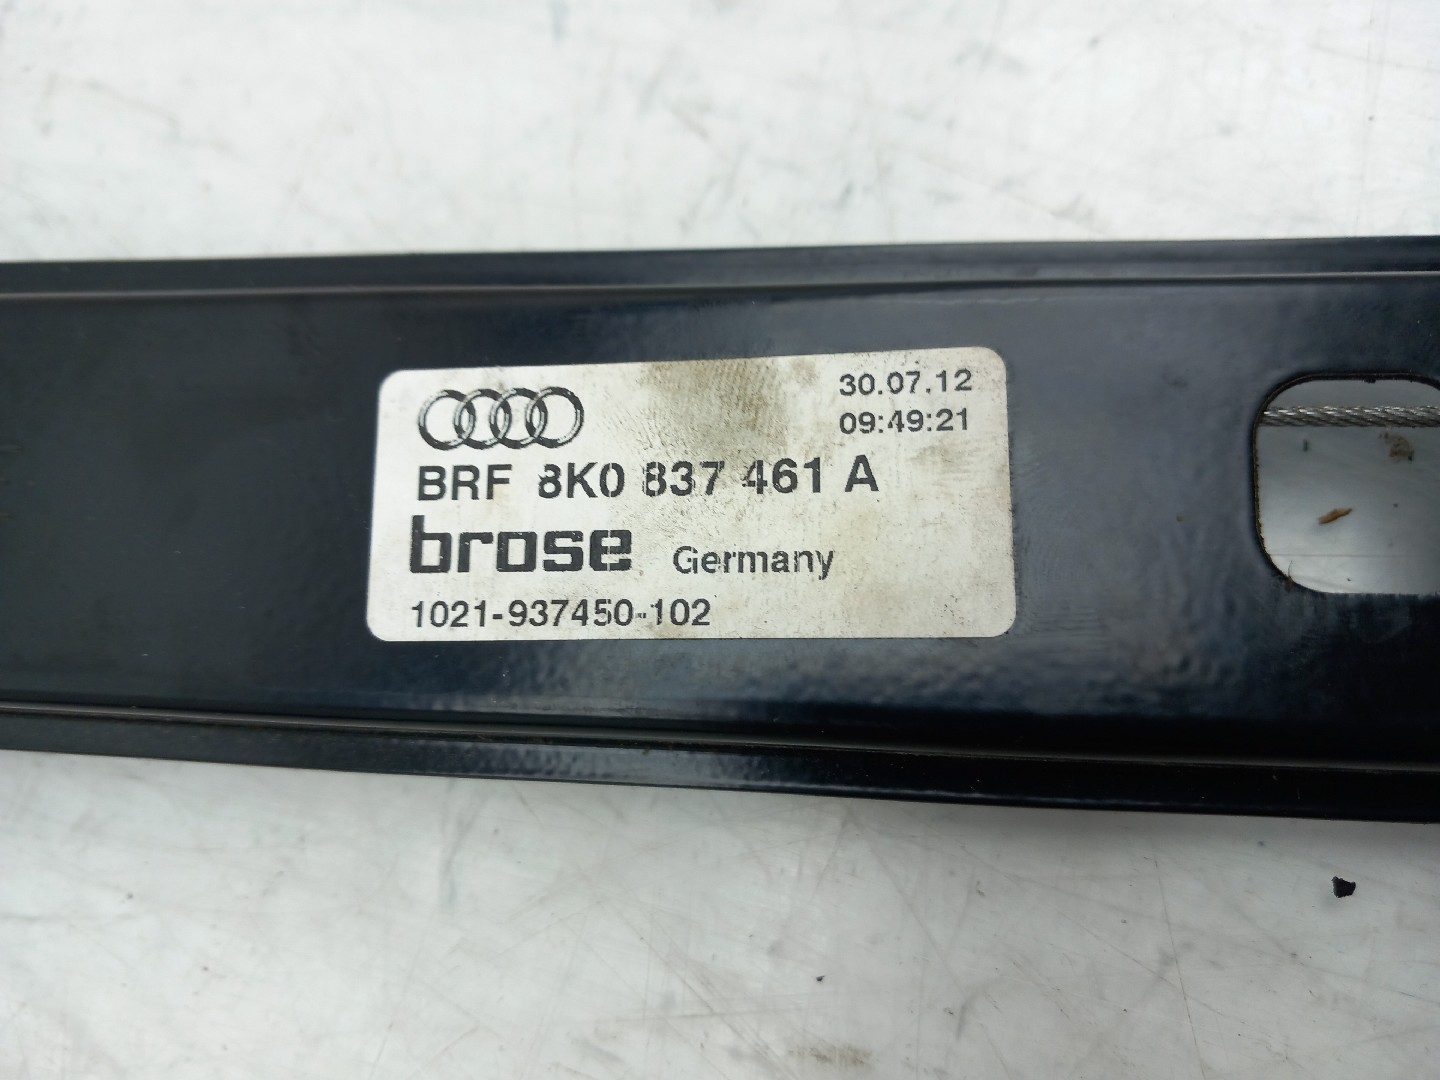 30.07.12
09:49:21
BRF 8K0 837 461 A
brose Germany
1021-937450-102